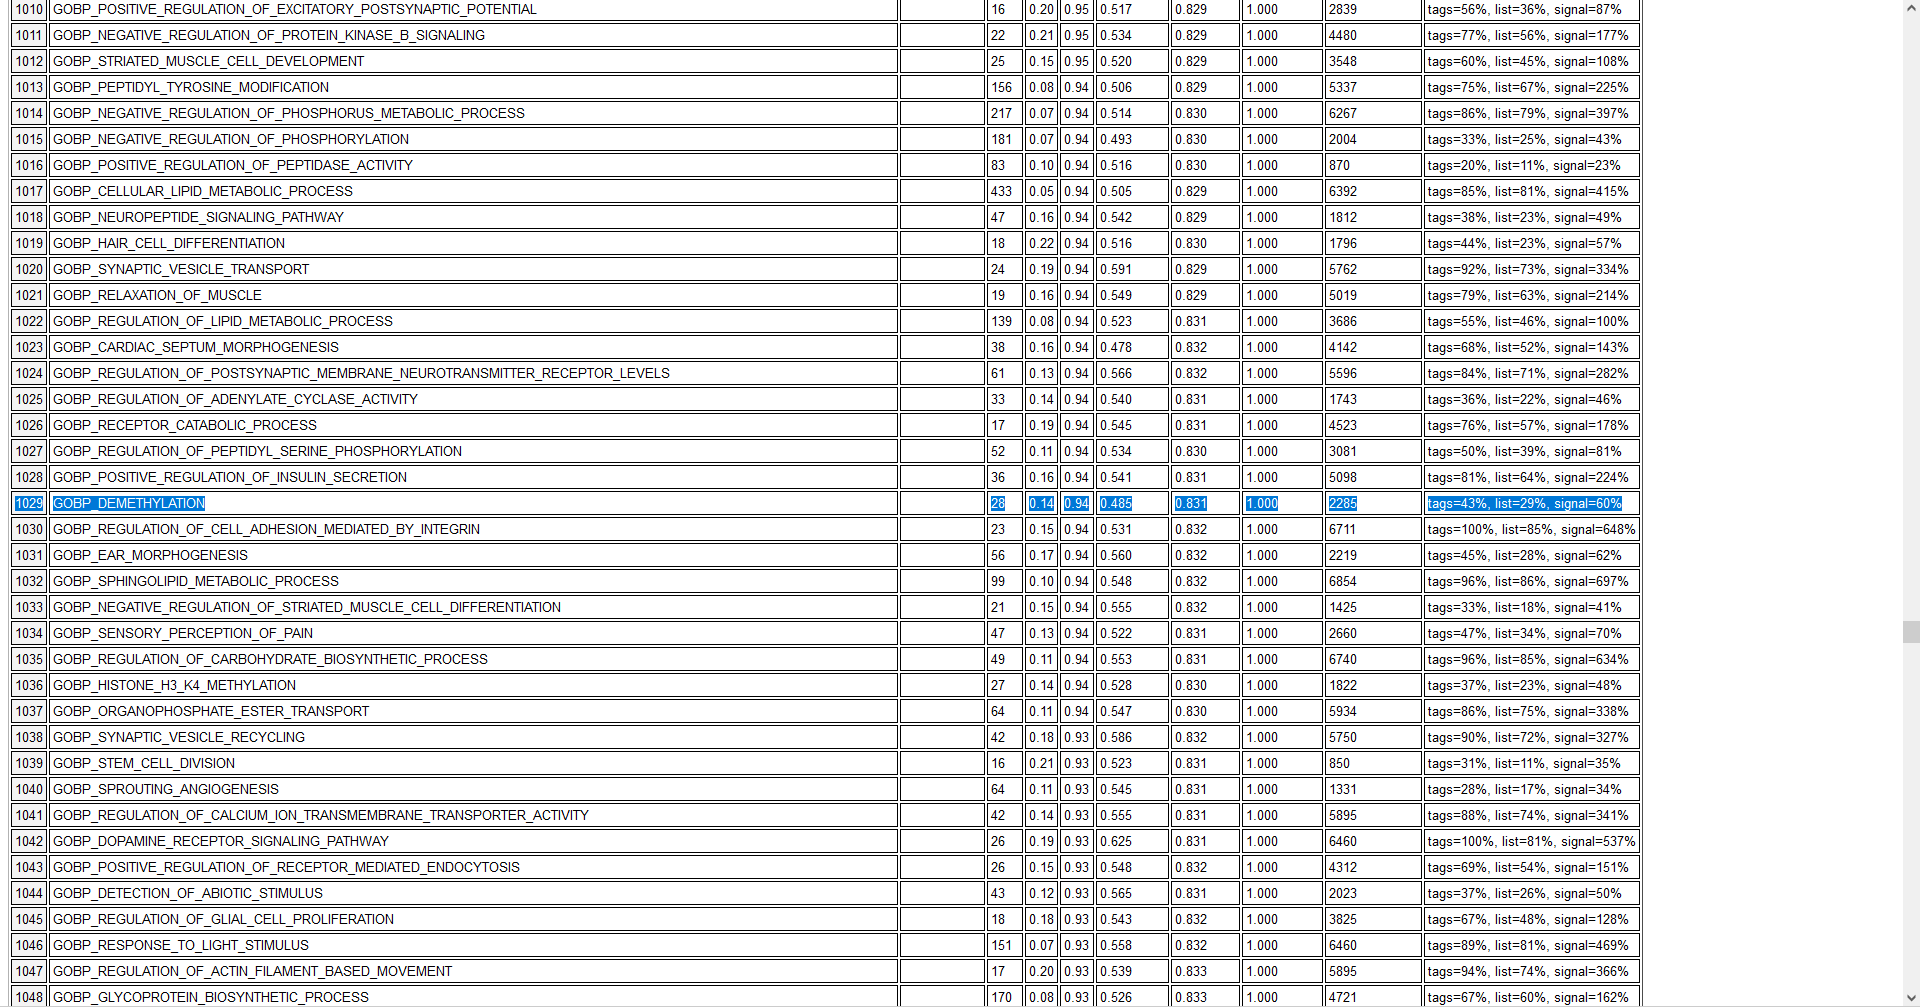 1010 GOBP_POSITIVE_REGULATION_OF_EXCITATORY_POSTSYNAPTIC_POTENTIAL 16 0.20 0.95 0.517 0.829 1.000 2839 tags=56%, list=36%, signal=87%
1011 GOBP_NEGATIVE_REGULATION_OF_PROTEIN_KINASE_B_SIGNALING 22 0.21 0.95 0.534 0.829 1.000 4480 tags=77%, list=56%, signal=177%
1012 GOBP_STRIATED_MUSCLE_CELL_DEVELOPMENT 25 0.15 0.95 0.520 0.829 1.000 3548 tags=60%, list=45%, signal=108%
1013 GOBP_PEPTIDYL_TYROSINE_MODIFICATION 156 0.08 0.94 0.506 0.829 1.000 5337 tags=75%, list=67%, signal=225%
1014 GOBP_NEGATIVE_REGULATION_OF_PHOSPHORUS_METABOLIC_PROCESS 217 0.07 0.94 0.514 0.830 1.000 6267 tags=86%, list=79%, signal=397%
1015 GOBP_NEGATIVE_REGULATION_OF_PHOSPHORYLATION 181 0.07 0.94 0.493 0.830 1.000 2004 tags=33%, list=25%, signal=43%
1016 GOBP_POSITIVE_REGULATION_OF_PEPTIDASE_ACTIVITY 83 0.10 0.94 0.516 0.830 1.000 870 tags=20%, list=11%, signal=23%
1017 GOBP_CELLULAR_LIPID_METABOLIC_PROCESS 433 0.05 0.94 0.505 0.829 1.000 6392 tags=85%, list=81%, signal=415%
1018 GOBP_NEUROPEPTIDE_SIGNALING_PATHWAY 47 0.16 0.94 0.542 0.829 1.000 1812 tags=38%, list=23%, signal=49%
1019 GOBP_HAIR_CELL_DIFFERENTIATION 18 0.22 0.94 0.516 0.830 1.000 1796 tags=44%, list=23%, signal=57%
1020 GOBP_SYNAPTIC_VESICLE_TRANSPORT 24 0.19 0.94 0.591 0.829 1.000 5762 tags=92%, list=73%, signal=334%
1021 GOBP_RELAXATION_OF_MUSCLE 19 0.16 0.94 0.549 0.829 1.000 5019 tags=79%, list=63%, signal=214%
1022 GOBP_REGULATION_OF_LIPID_METABOLIC_PROCESS 139 0.08 0.94 0.523 0.831 1.000 3686 tags=55%, list=46%, signal=100%
1023 GOBP_CARDIAC_SEPTUM_MORPHOGENESIS 38 0.16 0.94 0.478 0.832 1.000 4142 tags=68%, list=52%, signal=143%
1024 GOBP_REGULATION_OF_POSTSYNAPTIC_MEMBRANE_NEUROTRANSMITTER_RECEPTOR_LEVELS 61 0.13 0.94 0.566 0.832 1.000 5596 tags=84%, list=71%, signal=282%
1025 GOBP_REGULATION_OF_ADENYLATE_CYCLASE_ACTIVITY 33 0.14 0.94 0.540 0.831 1.000 1743 tags=36%, list=22%, signal=46%
1026 GOBP_RECEPTOR_CATABOLIC_PROCESS 17 0.19 0.94 0.545 0.831 1.000 4523 tags=76%, list=57%, signal=178%
1027 GOBP_REGULATION_OF_PEPTIDYL_SERINE_PHOSPHORYLATION 52 0.11 0.94 0.534 0.830 1.000 3081 tags=50%, list=39%, signal=81%
1028 GOBP_POSITIVE_REGULATION_OF_INSULIN_SECRETION 36 0.16 0.94 0.541 0.831 1.000 5098 tags=81%, list=64%, signal=224%
1029 GOBP_DEMETHYLATION 28 0.14 0.94 0.485 0.831 1.000 2285 tags=43%, list=29%, signal=60%
1030 GOBP_REGULATION_OF_CELL_ADHESION_MEDIATED_BY_INTEGRIN 23 0.15 0.94 0.531 0.832 1.000 6711 tags=100%, list=85%, signal=648%
1031 GOBP_EAR_MORPHOGENESIS 56 0.17 0.94 0.560 0.832 1.000 2219 tags=45%, list=28%, signal=62%
1032 GOBP_SPHINGOLIPID_METABOLIC_PROCESS 99 0.10 0.94 0.548 0.832 1.000 6854 tags=96%, list=86%, signal=697%
1033 GOBP_NEGATIVE_REGULATION_OF_STRIATED_MUSCLE_CELL_DIFFERENTIATION 21 0.15 0.94 0.555 0.832 1.000 1425 tags=33%, list=18%, signal=41%
1034 GOBP_SENSORY_PERCEPTION_OF_PAIN 47 0.13 0.94 0.522 0.831 1.000 2660 tags=47%, list=34%, signal=70%
1035 GOBP_REGULATION_OF_CARBOHYDRATE_BIOSYNTHETIC_PROCESS 49 0.11 0.94 0.553 0.831 1.000 6740 tags=96%, list=85%, signal=634%
1036 GOBP_HISTONE_H3_K4_METHYLATION 27 0.14 0.94 0.528 0.830 1.000 1822 tags=37%, list=23%, signal=48%
1037 GOBP_ORGANOPHOSPHATE_ESTER_TRANSPORT 64 0.11 0.94 0.547 0.830 1.000 5934 tags=86%, list=75%, signal=338%
1038 GOBP_SYNAPTIC_VESICLE_RECYCLING 42 0.18 0.93 0.586 0.832 1.000 5750 tags=90%, list=72%, signal=327%
1039 GOBP_STEM_CELL_DIVISION 16 0.21 0.93 0.523 0.831 1.000 850 tags=31%, list=11%, signal=35%
1040 GOBP_SPROUTING_ANGIOGENESIS 64 0.11 0.93 0.545 0.831 1.000 1331 tags=28%, list=17%, signal=34%
1041 GOBP_REGULATION_OF_CALCIUM_ION_TRANSMEMBRANE_TRANSPORTER_ACTIVITY 42 0.14 0.93 0.555 0.831 1.000 5895 tags=88%, list=74%, signal=341%
1042 GOBP_DOPAMINE_RECEPTOR_SIGNALING_PATHWAY 26 0.19 0.93 0.625 0.831 1.000 6460 tags=100%, list=81%, signal=537%
1043 GOBP_POSITIVE_REGULATION_OF_RECEPTOR_MEDIATED_ENDOCYTOSIS 26 0.15 0.93 0.548 0.832 1.000 4312 tags=69%, list=54%, signal=151%
1044 GOBP_DETECTION_OF_ABIOTIC_STIMULUS 43 0.12 0.93 0.565 0.831 1.000 2023 tags=37%, list=26%, signal=50%
1045 GOBP_REGULATION_OF_GLIAL_CELL_PROLIFERATION 18 0.18 0.93 0.543 0.832 1.000 3825 tags=67%, list=48%, signal=128%
1046 GOBP_RESPONSE_TO_LIGHT_STIMULUS 151 0.07 0.93 0.558 0.832 1.000 6460 tags=89%, list=81%, signal=469%
1047 GOBP_REGULATION_OF_ACTIN_FILAMENT_BASED_MOVEMENT 17 0.20 0.93 0.539 0.833 1.000 5895 tags=94%, list=74%, signal=366%
1048 GOBP_GLYCOPROTEIN_BIOSYNTHETIC_PROCESS 170 0.08 0.93 0.526 0.833 1.000 4721 tags=67%, list=60%, signal=162%